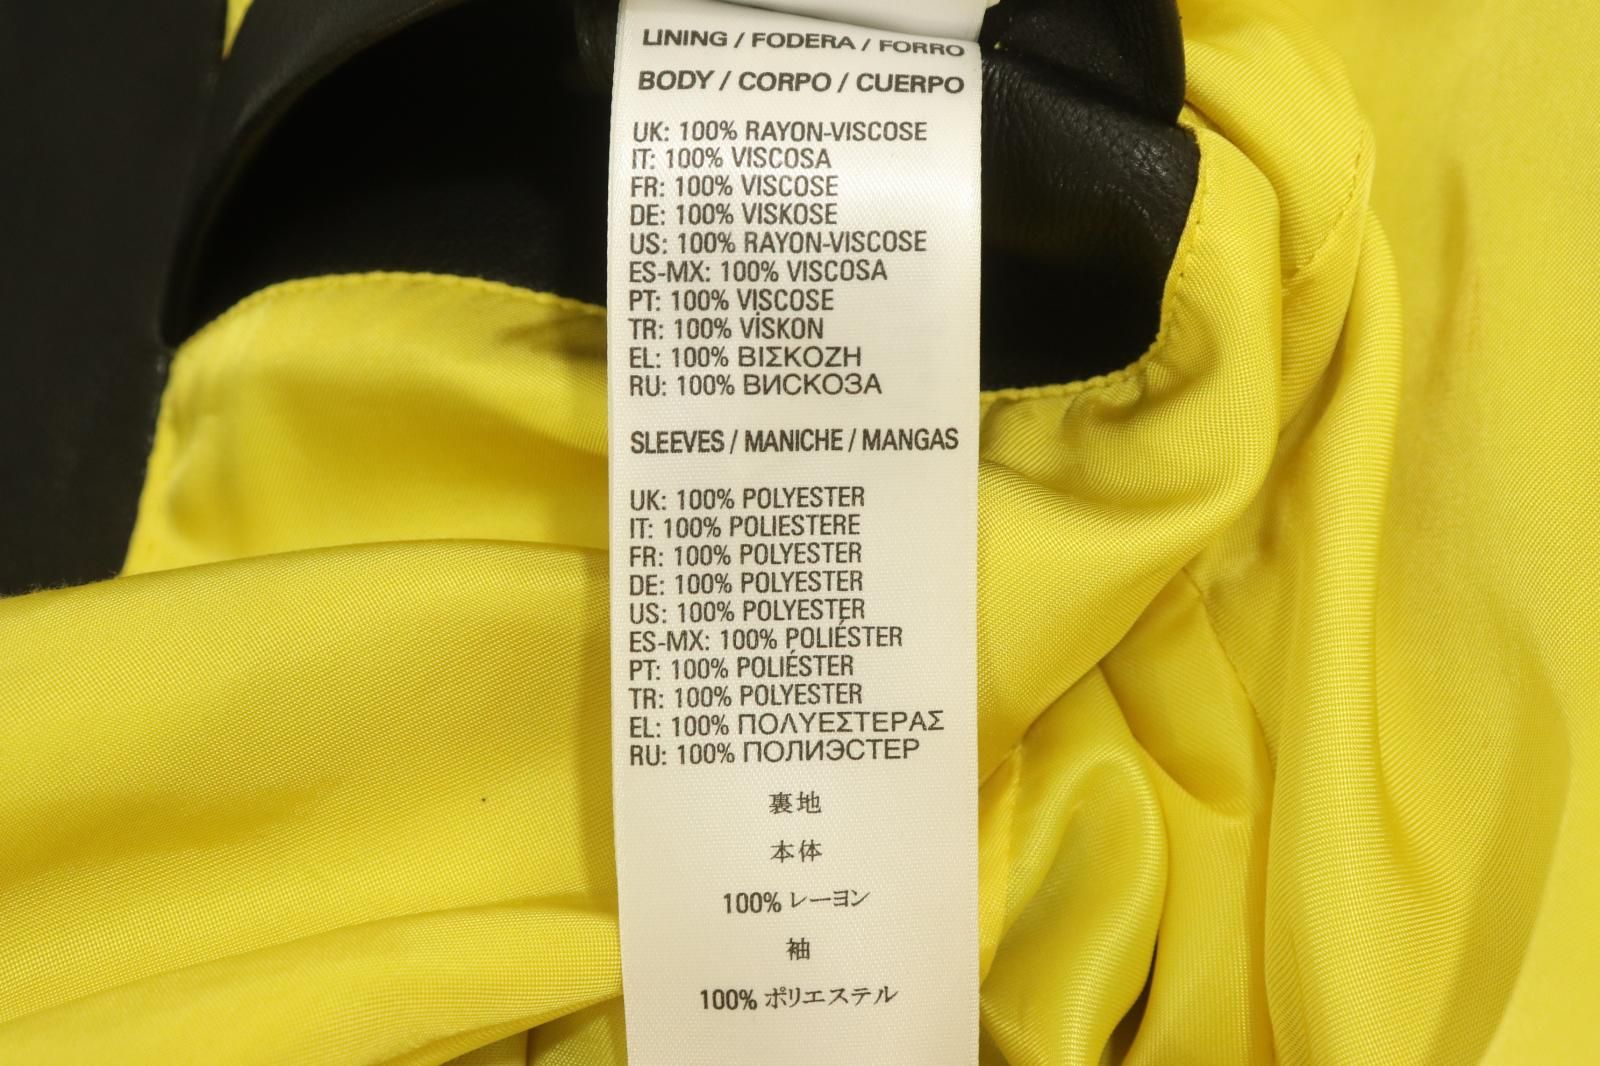 LINING / FODERA / FORRO
BODY / CORPO / CUERPO
UK: 100% RAYON-VISCOSE
IT: 100% VISCOSA
FR: 100% VISCOSE
DE: 100% VISKOSE
US: 100% RAYON-VISCOSE
ES-MX: 100% VISCOSA
PT: 100% VISCOSE
TR: 100% VİSKON
EL: 100% ΒΙΣΚΟΖΗ
RU: 100% ВИСКОЗА
SLEEVES / MANICHE / MANGAS
UK: 100% POLYESTER
IT: 100% POLIESTERE
FR: 100% POLYESTER
DE: 100% POLYESTER
US: 100% POLYESTER
ES-MX: 100% POLIÉSTER
PT: 100% POLIÉSTER
TR: 100% POLYESTER
EL: 100% ΠΟΛΥΕΣΤΕΡΑΣ
RU: 100% ПОЛИЭСТЕР
裏地
本体
100% レーヨン
袖
100% ポリエステル